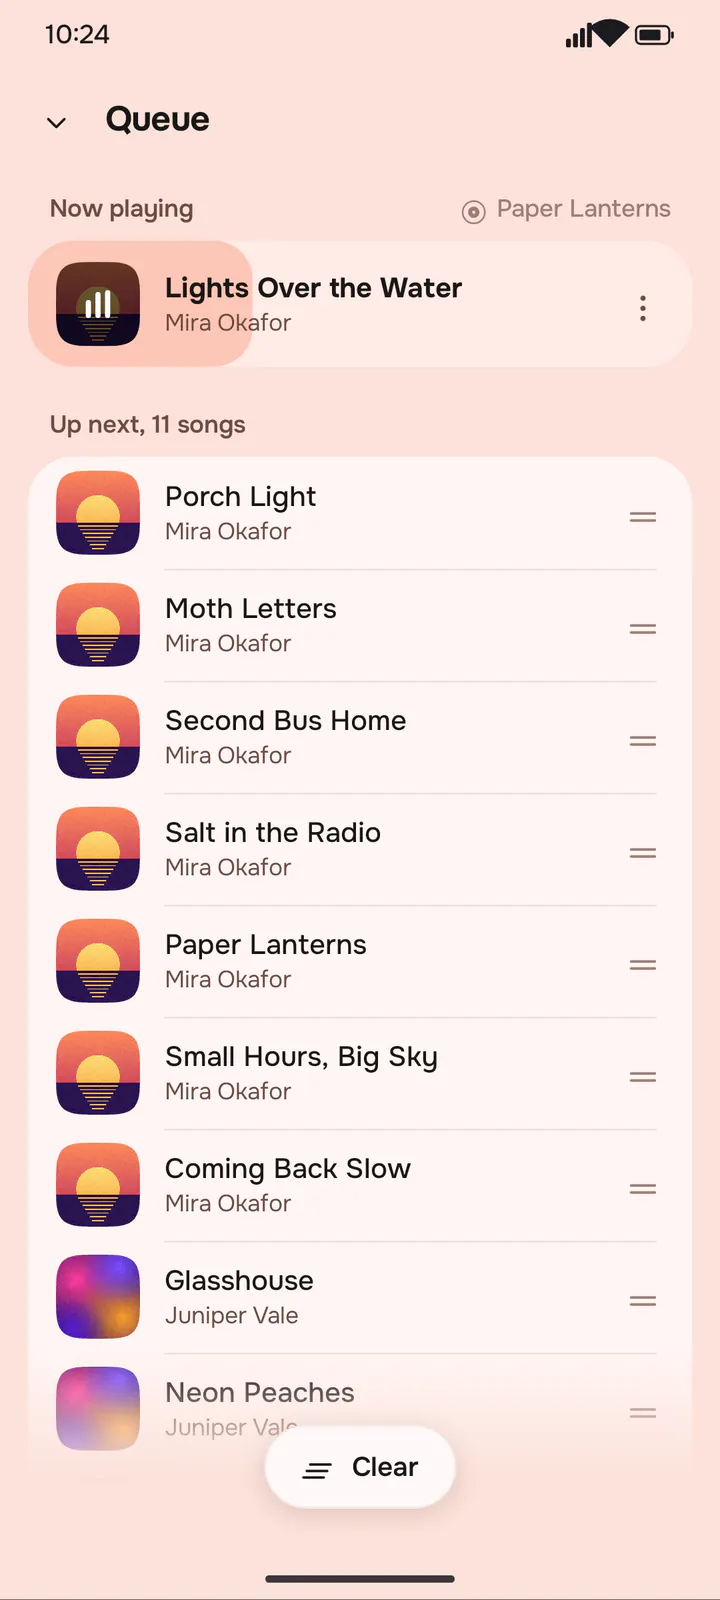 10:24
Queue
Now playing
Paper Lanterns
Lights Over the Water
Mira Okafor
Up next, 11 songs
Porch Light
Mira Okafor
Moth Letters
Mira Okafor
Second Bus Home
Mira Okafor
Salt in the Radio
Mira Okafor
Paper Lanterns
Mira Okafor
Small Hours, Big Sky
Mira Okafor
Coming Back Slow
Mira Okafor
Glasshouse
Juniper Vale
Neon Peaches
Juniper Vale
Clear